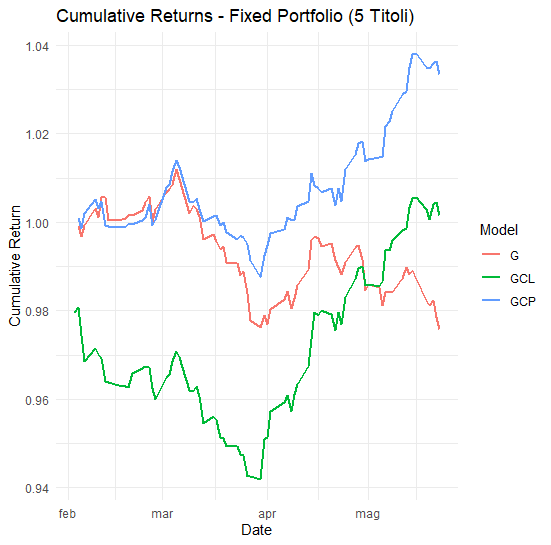 Cumulative Returns - Fixed Portfolio (5 Titoli)
Cumulative Return
1.04
1.02
1.00
0.98
0.96
0.94
feb
mar
apr
mag
Date
Model
G
GCL
GCP